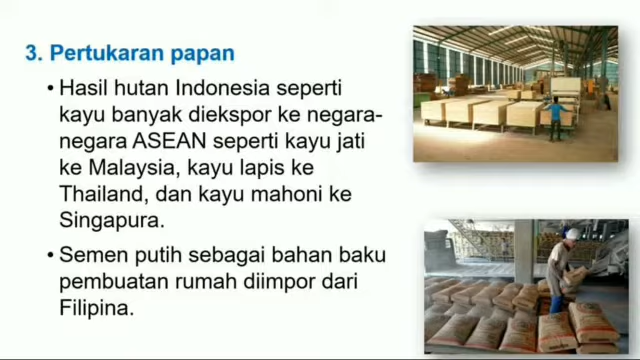 3. Pertukaran papan
• Hasil hutan Indonesia seperti
kayu banyak diekspor ke negara-
negara ASEAN seperti kayu jati
ke Malaysia, kayu lapis ke
Thailand, dan kayu mahoni ke
Singapura.
• Semen putih sebagai bahan baku
pembuatan rumah diimpor dari
Filipina.